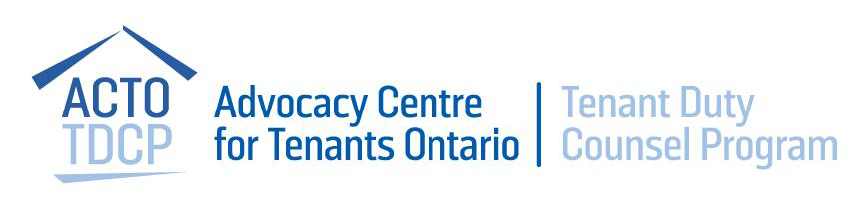 ACTO
TDCP
Advocacy Centre
for Tenants Ontario
Tenant Duty
Counsel Program